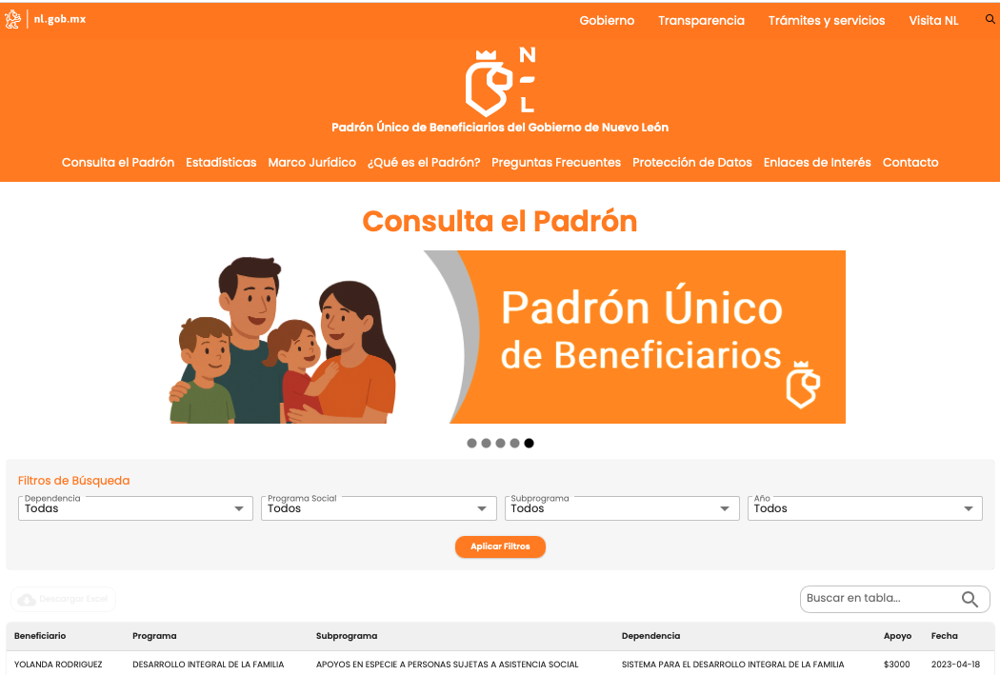 nl.gob.mx
Gobierno Transparencia Trámites y servicios Visita NL
N
L
Padrón Único de Beneficiarios del Gobierno de Nuevo León
Consulta el Padrón Estadísticas Marco Jurídico ¿Qué es el Padrón? Preguntas Frecuentes Protección de Datos Enlaces de Interés Contacto
Consulta el Padrón
Padrón Único
de Beneficiarios
Filtros de Búsqueda
Dependencia Programa Social Subprograma Año
Todas Todos Todos Todos
Aplicar Filtros
Descargar Excel Buscar en tabla...
Beneficiario Programa Subprograma Dependencia Apoyo Fecha
YOLANDA RODRIGUEZ DESARROLLO INTEGRAL DE LA FAMILIA APOYOS EN ESPECIE A PERSONAS SUJETAS A ASISTENCIA SOCIAL SISTEMA PARA EL DESARROLLO INTEGRAL DE LA FAMILIA $3000 2023-04-18